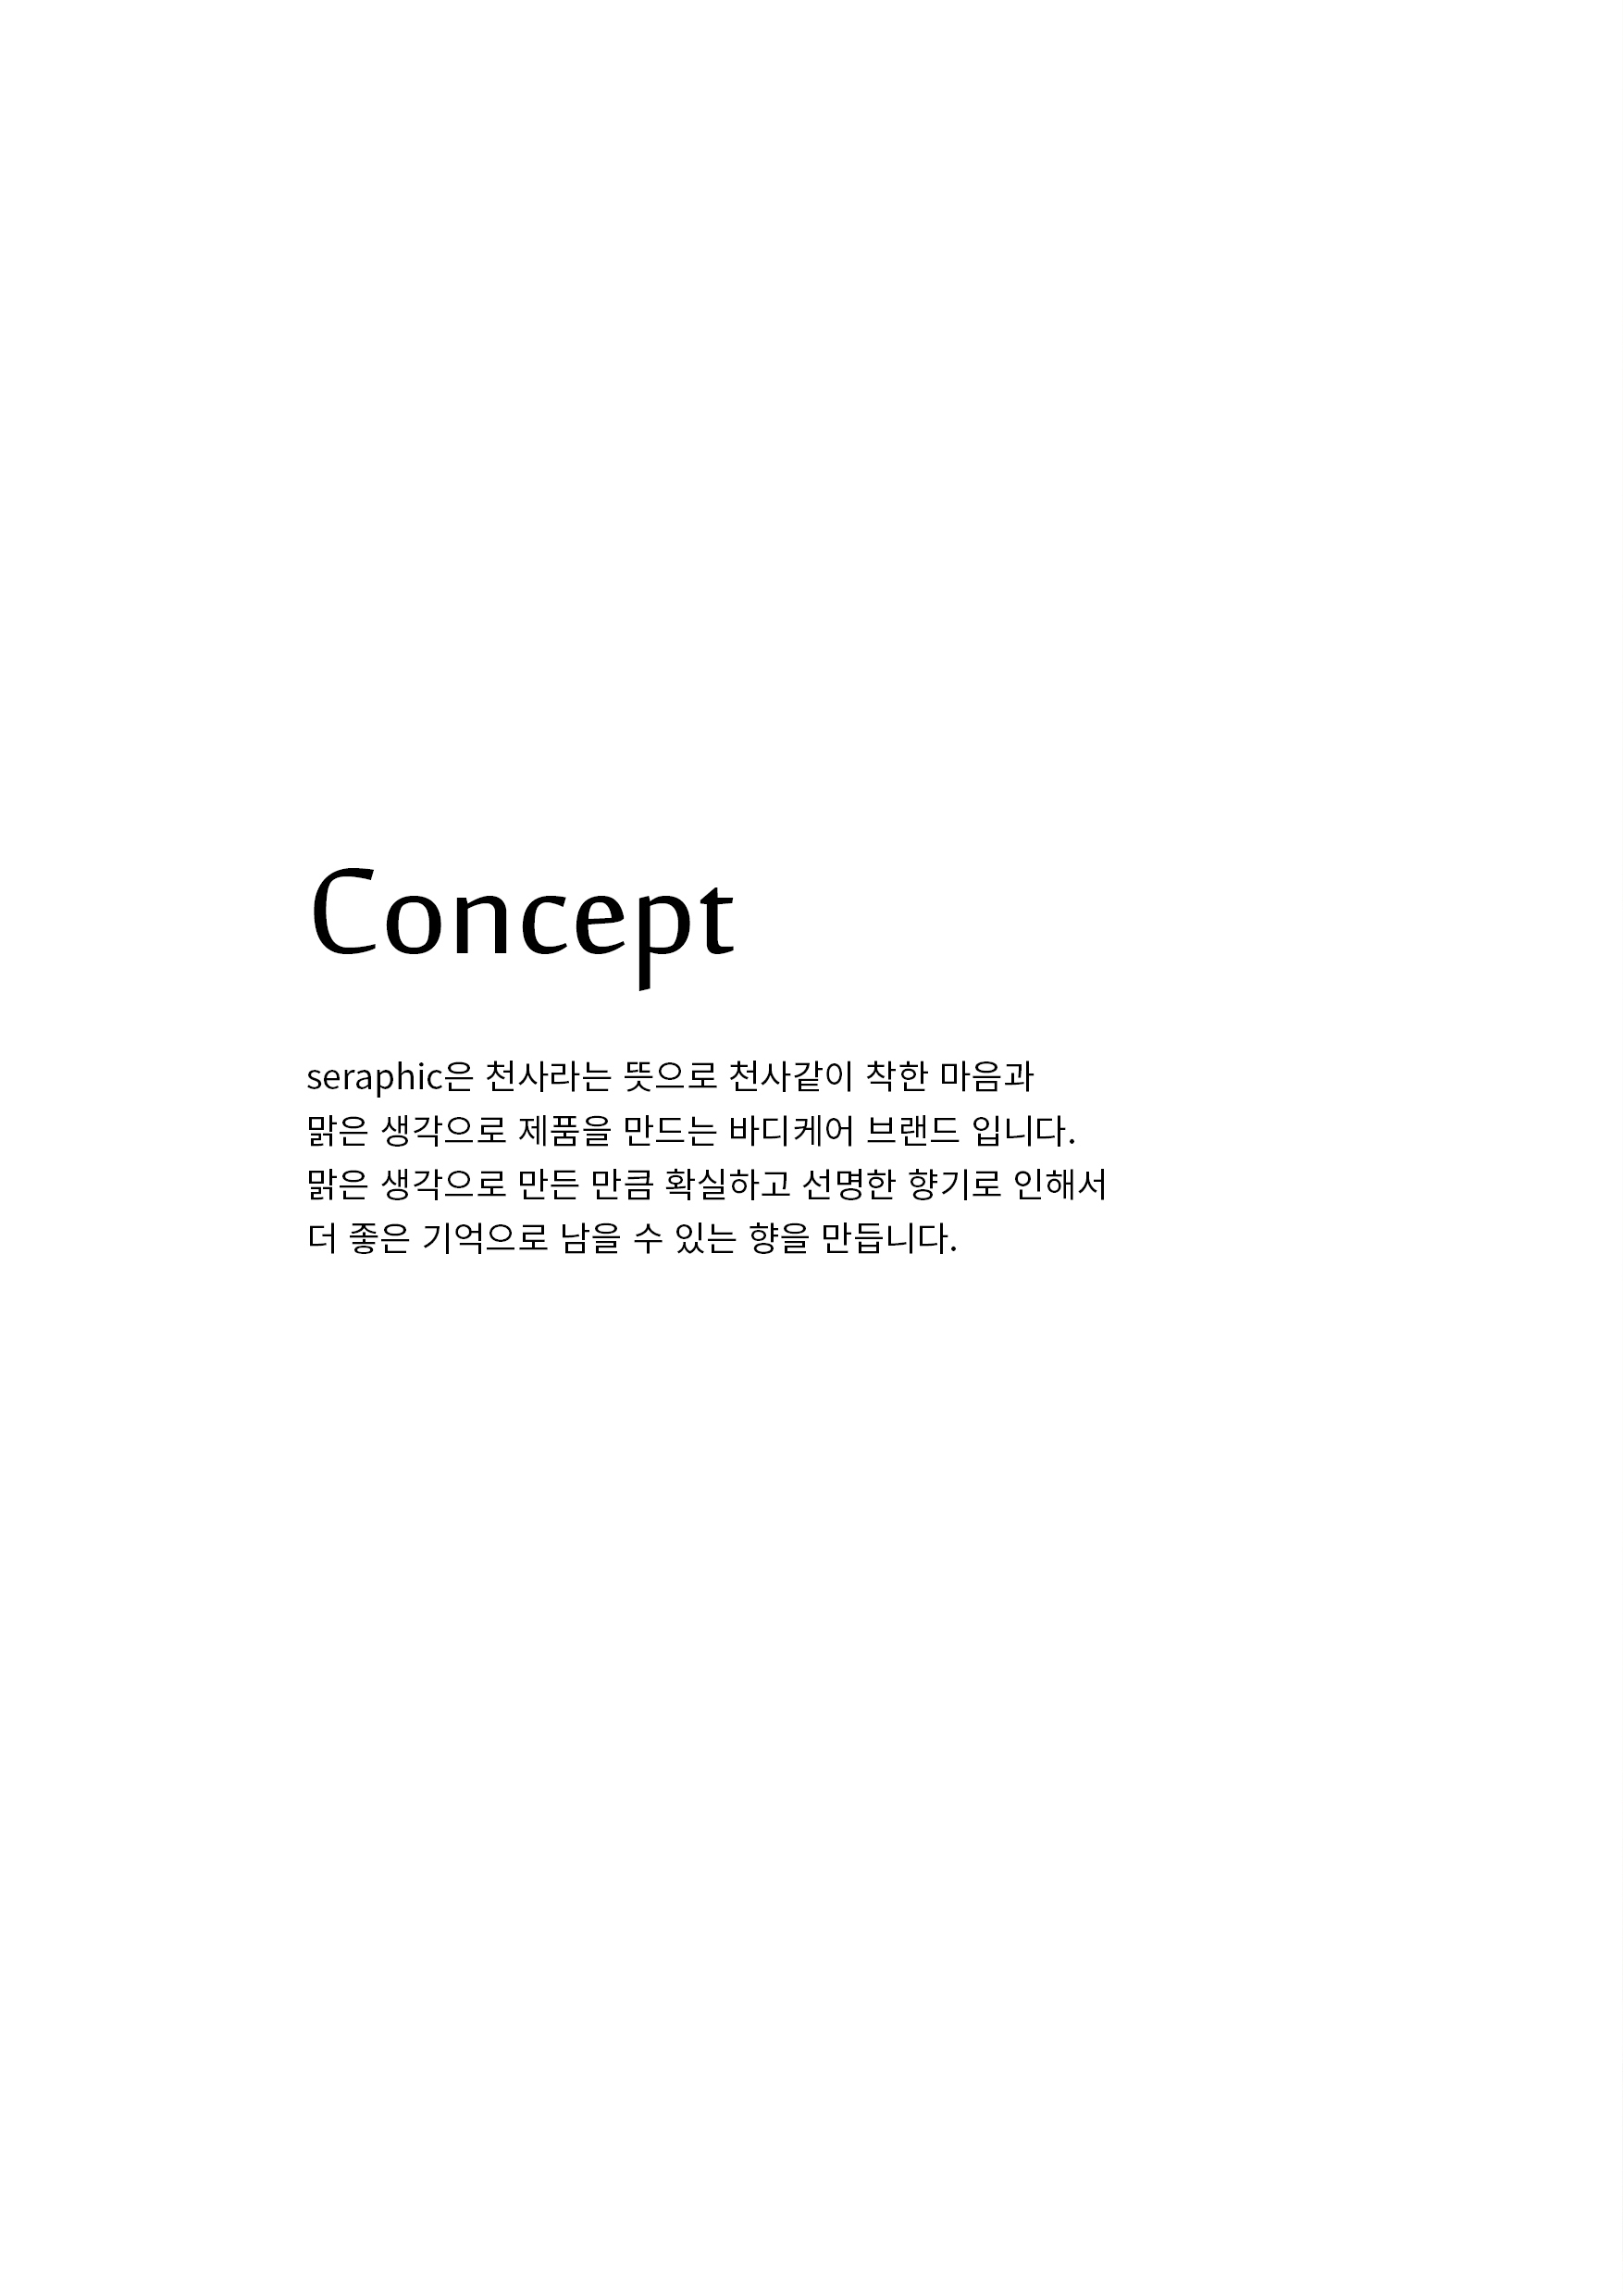 Concept
seraphic은 천사라는 뜻으로 천사같이 착한 마음과
맑은 생각으로 제품을 만드는 바디케어 브랜드 입니다.
맑은 생각으로 만든 만큼 확실하고 선명한 향기로 인해서
더 좋은 기억으로 남을 수 있는 향을 만듭니다.